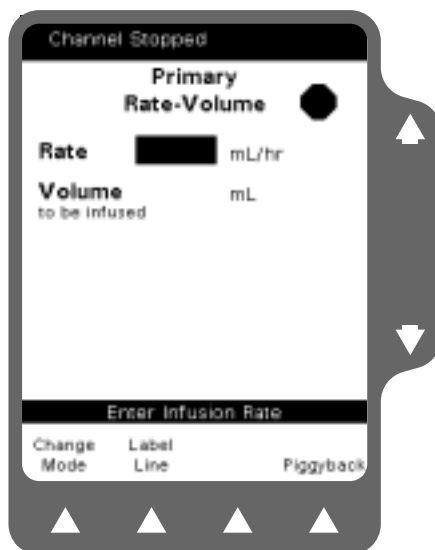 Channel Stopped
Primary
Rate-Volume
Rate mL/hr
Volume mL
to be infused
Enter Infusion Rate
Change Label
Mode Line Piggyback